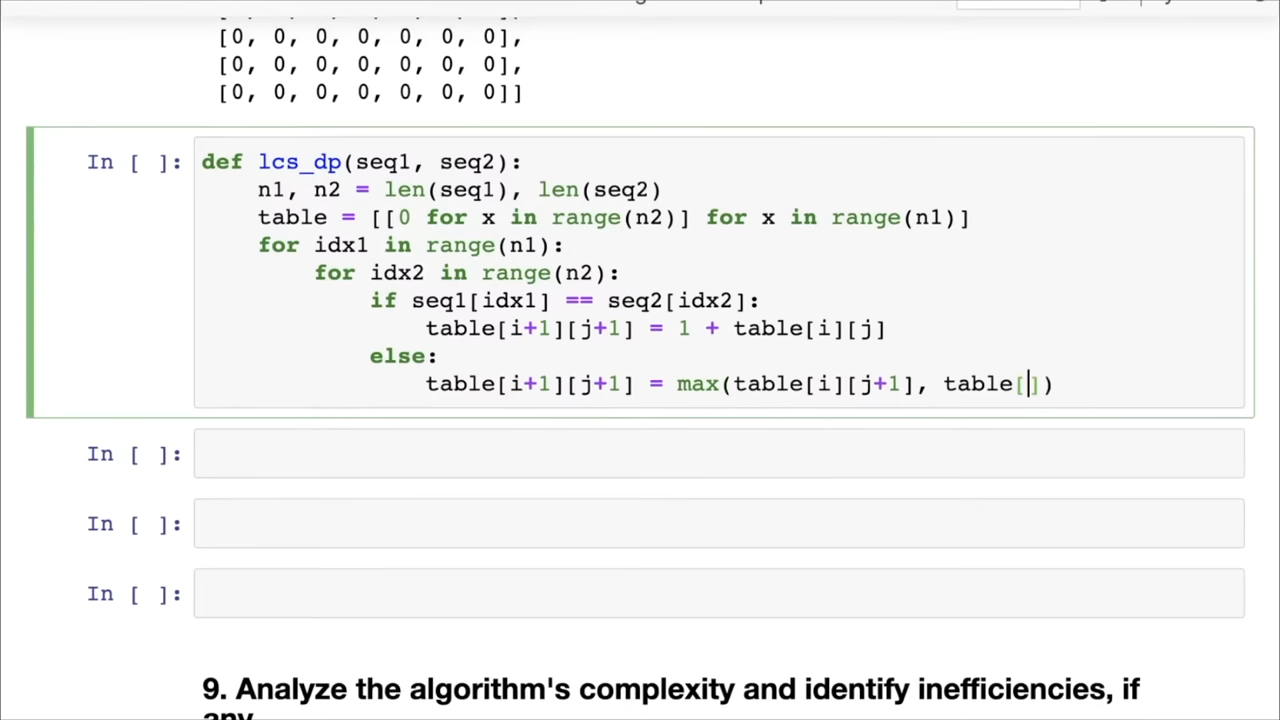 [0, 0, 0, 0, 0, 0, 0],
[0, 0, 0, 0, 0, 0, 0],
[0, 0, 0, 0, 0, 0, 0]]
In [ ]:
def lcs_dp(seq1, seq2):
    n1, n2 = len(seq1), len(seq2)
    table = [[0 for x in range(n2)] for x in range(n1)]
    for idx1 in range(n1):
        for idx2 in range(n2):
            if seq1[idx1] == seq2[idx2]:
                table[i+1][j+1] = 1 + table[i][j]
            else:
                table[i+1][j+1] = max(table[i][j+1], table[])
In [ ]:
In [ ]:
In [ ]:
9. Analyze the algorithm's complexity and identify inefficiencies, if
any